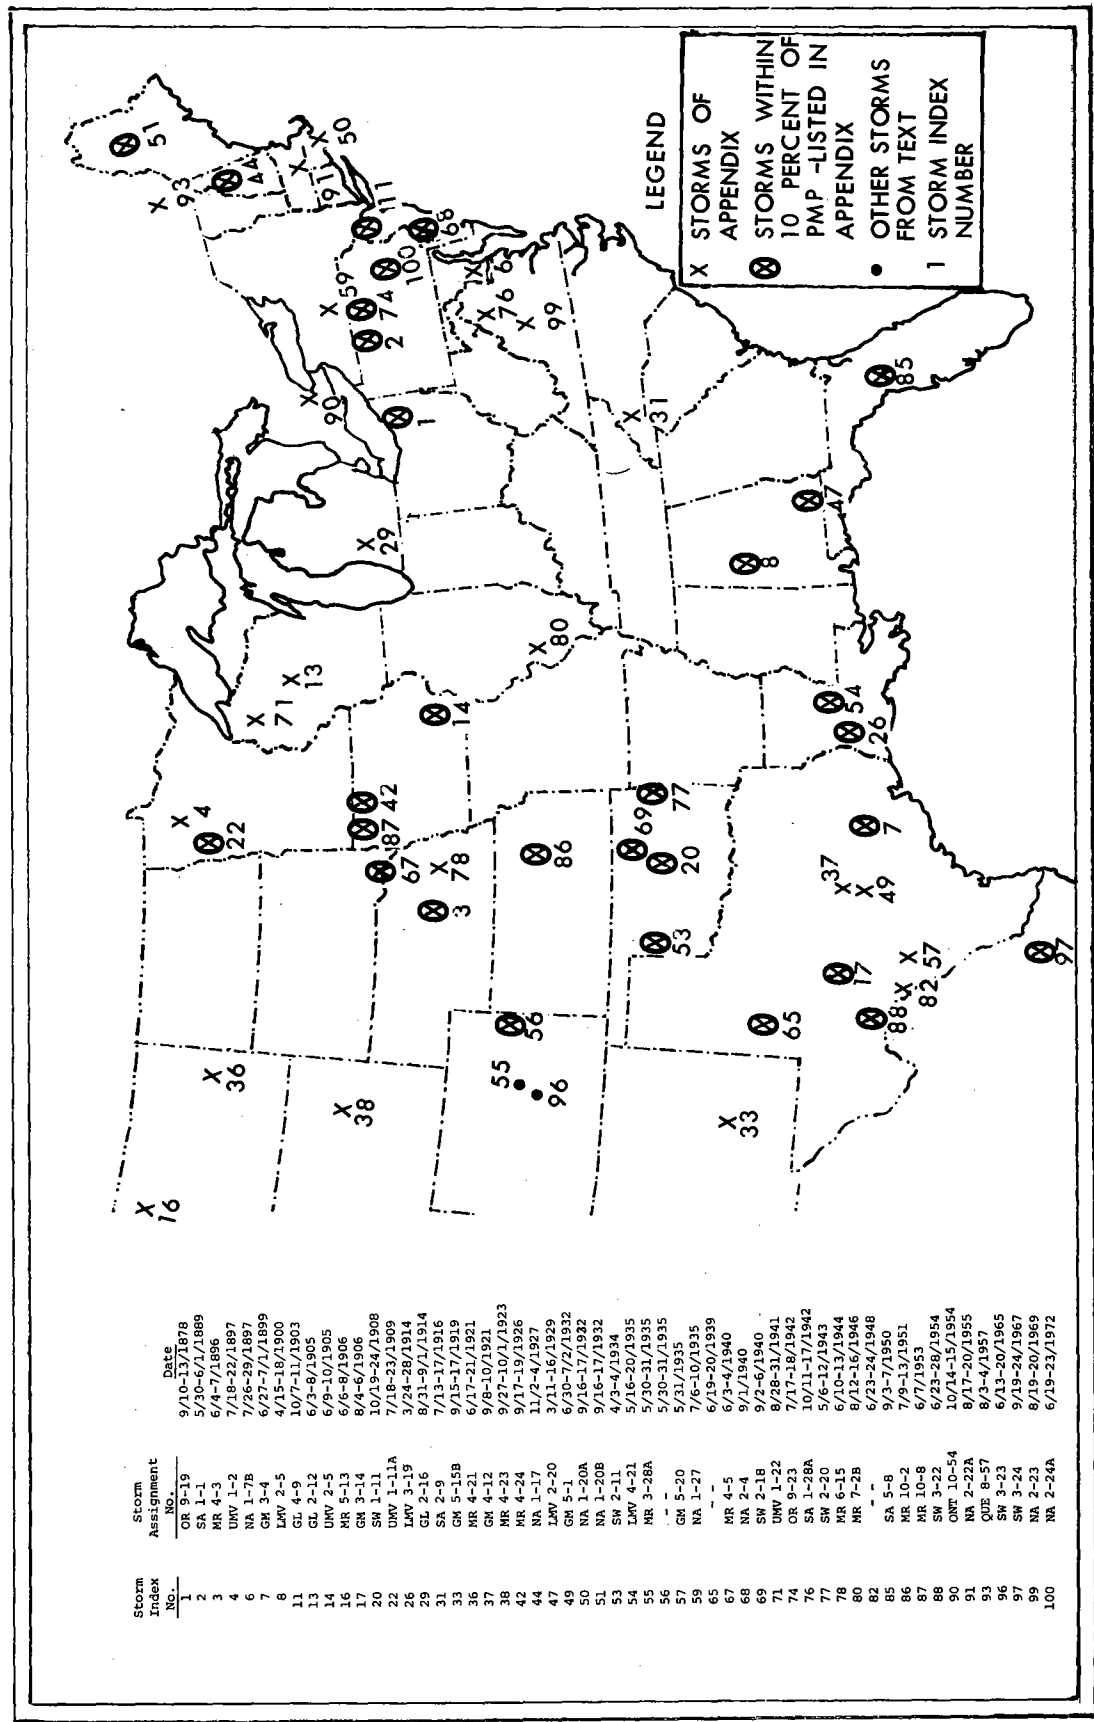 Storm Index No. Storm Assignment No. Date
1 OR 9-19 9/10-13/1878
2 SA 1-1 5/30-6/1/1889
3 MR 4-3 6/4-7/1896
4 UMV 1-2 7/18-22/1897
6 NA 1-7B 7/26-29/1897
7 GM 3-4 6/27-7/1/1899
8 LMV 2-5 4/15-18/1900
11 GL 4-9 10/7-11/1903
13 GL 2-12 6/3-8/1905
14 UMV 2-5 6/9-10/1905
16 MR 5-13 6/6-8/1906
17 GM 3-14 8/4-6/1906
20 SW 1-11 10/19-24/1908
22 UMV 1-11A 7/18-23/1909
26 LMV 3-19 3/24-28/1914
29 GL 2-16 8/31-9/1/1914
31 SA 2-9 7/13-17/1916
33 GM 5-15B 9/15-17/1919
36 MR 4-21 6/17-21/1921
37 GM 4-12 9/8-10/1921
38 MR 4-23 9/27-10/1/1923
42 MR 4-24 9/17-19/1926
44 NA 1-17 11/2-4/1927
47 LMV 2-20 3/11-16/1929
49 GM 5-1 6/30-7/2/1932
50 NA 1-20A 9/16-17/1932
51 NA 1-20B 9/16-17/1932
53 SW 2-11 4/3-4/1934
54 LMV 4-21 5/16-20/1935
55 MR 3-28A 5/30-31/1935
56 - - 5/30-31/1935
57 GM 5-20 5/31/1935
59 NA 1-27 7/6-10/1935
65 - - 6/19-20/1939
67 MR 4-5 6/3-4/1940
68 NA 2-4 9/1/1940
69 SW 2-18 9/2-6/1940
71 UMV 1-22 8/28-31/1941
74 OR 9-23 7/17-18/1942
76 SA 1-28A 10/11-17/1942
77 SW 2-20 5/6-12/1943
78 MR 6-15 6/10-13/1944
80 MR 7-2B 8/12-16/1946
82 - - 6/23-24/1948
85 SA 5-8 9/3-7/1950
86 MR 10-2 7/9-13/1951
87 MR 10-8 6/7/1953
88 SW 3-22 6/23-28/1954
90 ONT 10-54 10/14-15/1954
91 NA 2-22A 8/17-20/1955
93 QUE 8-57 8/3-4/1957
96 SW 3-23 6/13-20/1965
97 SW 3-24 9/19-24/1967
99 NA 2-23 8/19-20/1969
100 NA 2-24A 6/19-23/1972
16
36
38
33
55
96
56
65
88
82
57
17
97
53
37
49
7
20
69
77
86
3
78
67
87
42
22
4
14
26
54
71
13
80
8
47
29
31
85
1
90
2
74
59
100
68
11
6
76
99
93
44
91
50
51
LEGEND
X STORMS OF APPENDIX
⊗ STORMS WITHIN 10 PERCENT OF PMP -LISTED IN APPENDIX
● OTHER STORMS FROM TEXT
1 STORM INDEX NUMBER